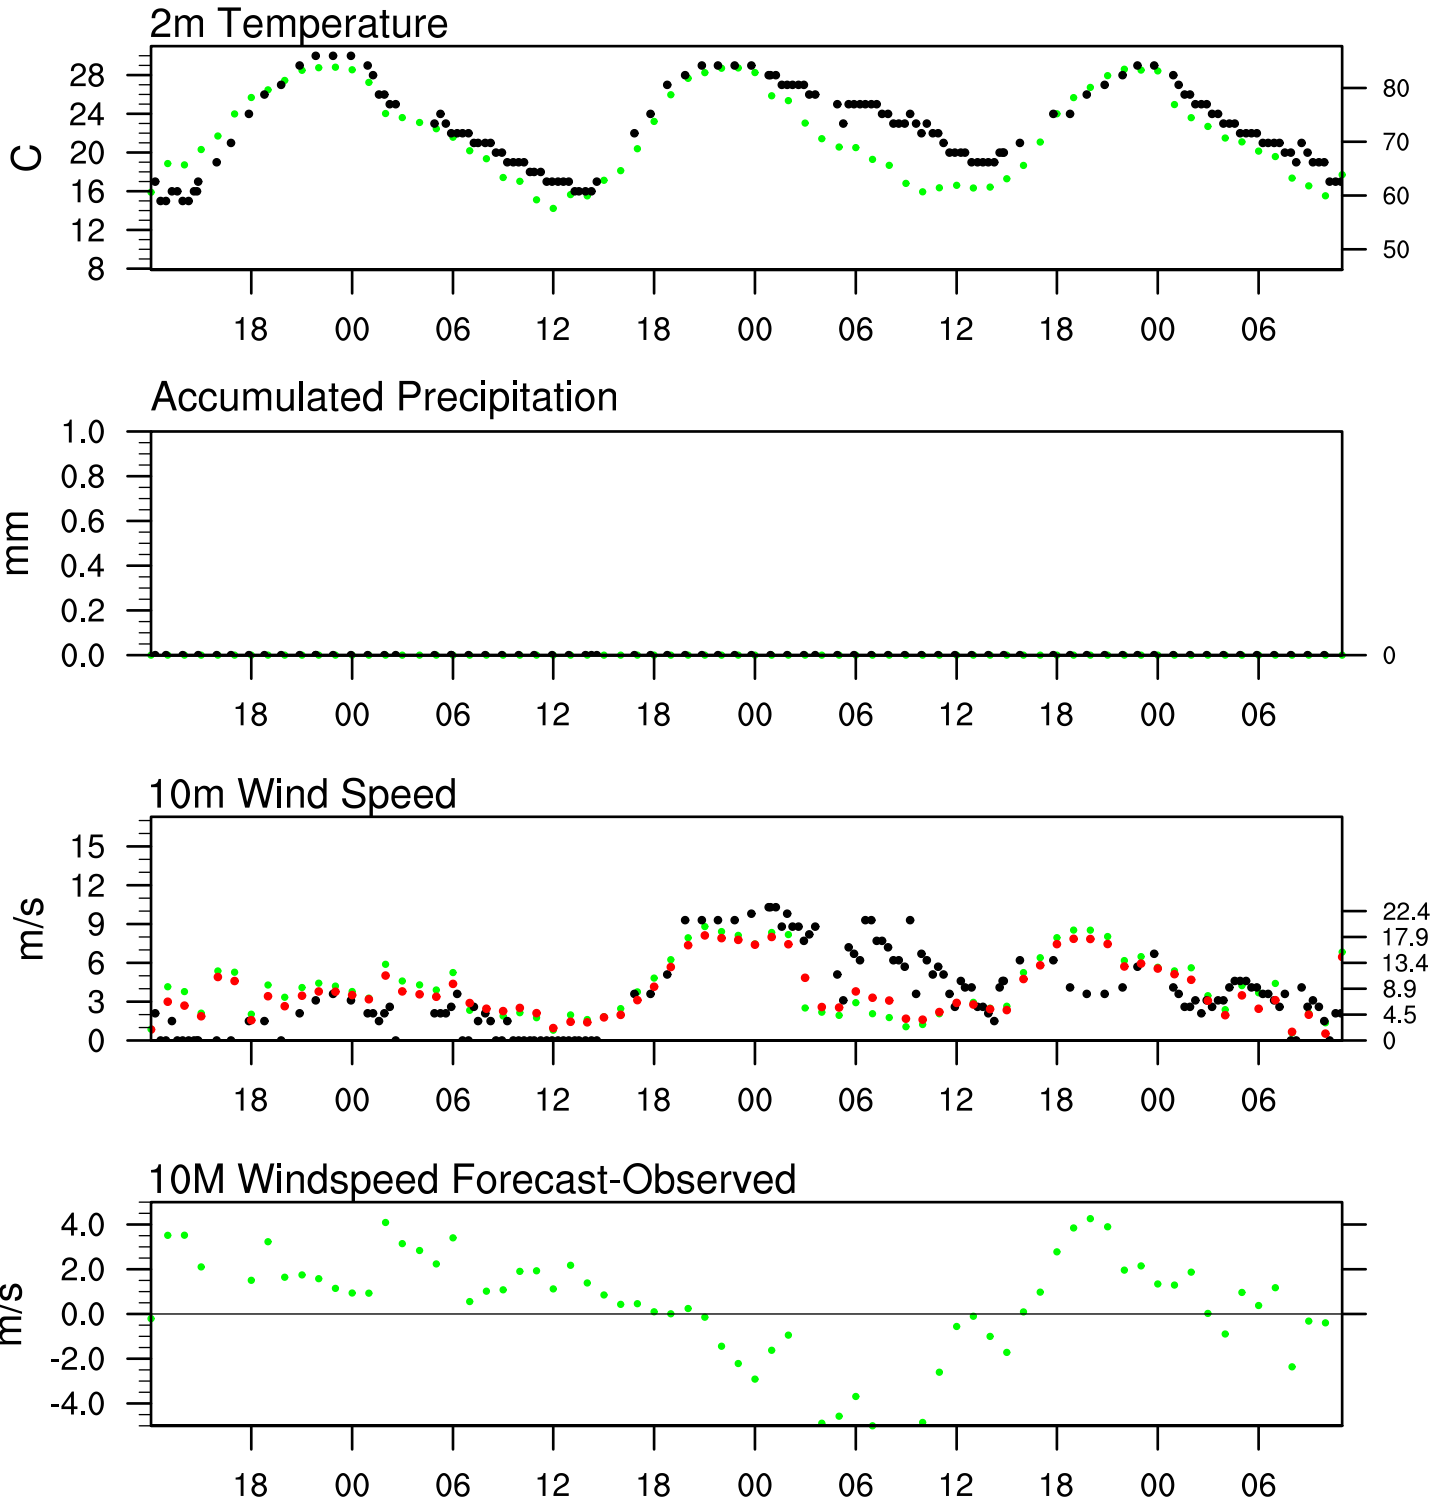 2m Temperature
28
24
20
16
12
8
C
80
70
60
50
18 00 06 12 18 00 06 12 18 00 06
Accumulated Precipitation
1.0
0.8
0.6
0.4
0.2
0.0
mm
0
18 00 06 12 18 00 06 12 18 00 06
10m Wind Speed
15
12
9
6
3
0
m/s
22.4
17.9
13.4
8.9
4.5
0
18 00 06 12 18 00 06 12 18 00 06
10M Windspeed Forecast-Observed
4.0
2.0
0.0
-2.0
-4.0
m/s
18 00 06 12 18 00 06 12 18 00 06